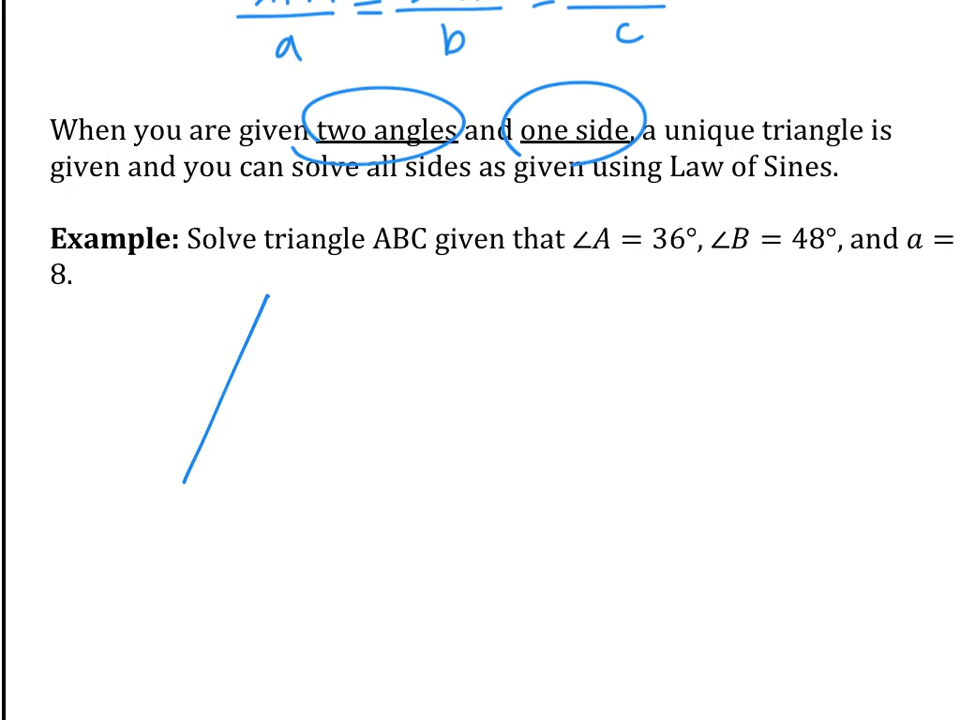 a b c
When you are given two angles and one side, a unique triangle is
given and you can solve all sides as given using Law of Sines.
Example: Solve triangle ABC given that ∠A = 36°, ∠B = 48°, and a =
8.